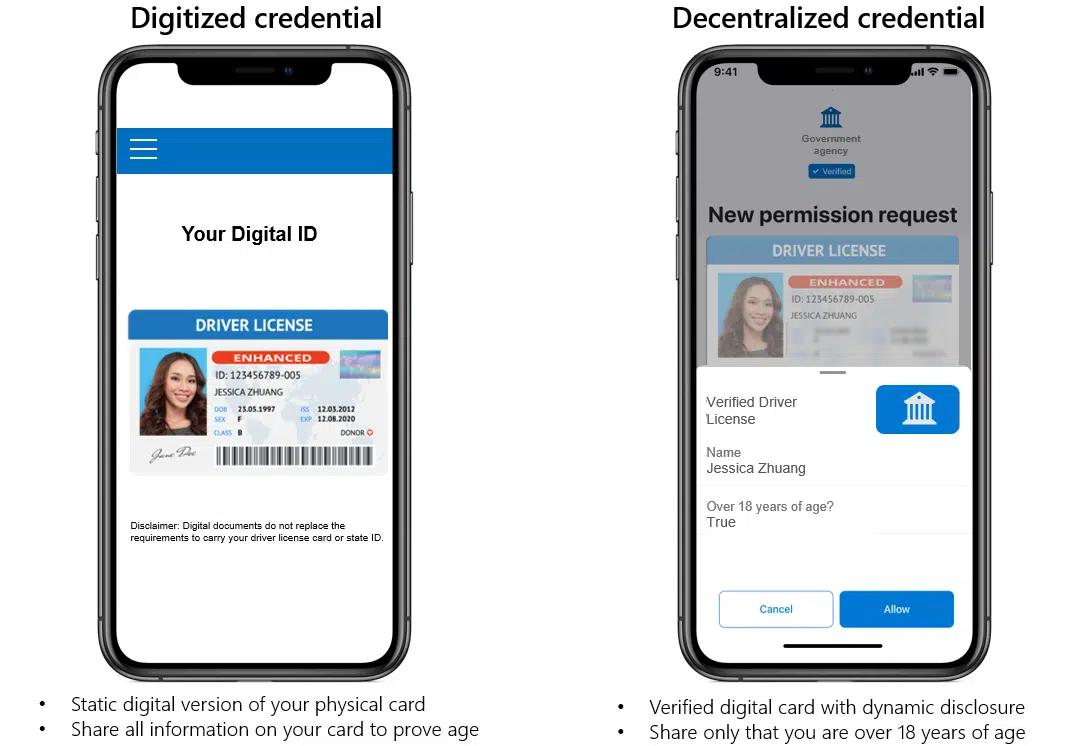 Digitized credential
Your Digital ID
DRIVER LICENSE
ENHANCED
ID: 123456789-005
JESSICA ZHUANG
DOB 23.05.1997 ISS 12.03.2012
SEX F EXP 12.08.2020
CLASS B DONOR
Jane Doe
Disclaimer: Digital documents do not replace the
requirements to carry your driver license card or state ID.
• Static digital version of your physical card
• Share all information on your card to prove age
Decentralized credential
9:41
Government
agency
✓ Verified
New permission request
DRIVER LICENSE
ENHANCED
ID: 123456789-005
JESSICA ZHUANG
Verified Driver
License
Name
Jessica Zhuang
Over 18 years of age?
True
Cancel Allow
• Verified digital card with dynamic disclosure
• Share only that you are over 18 years of age